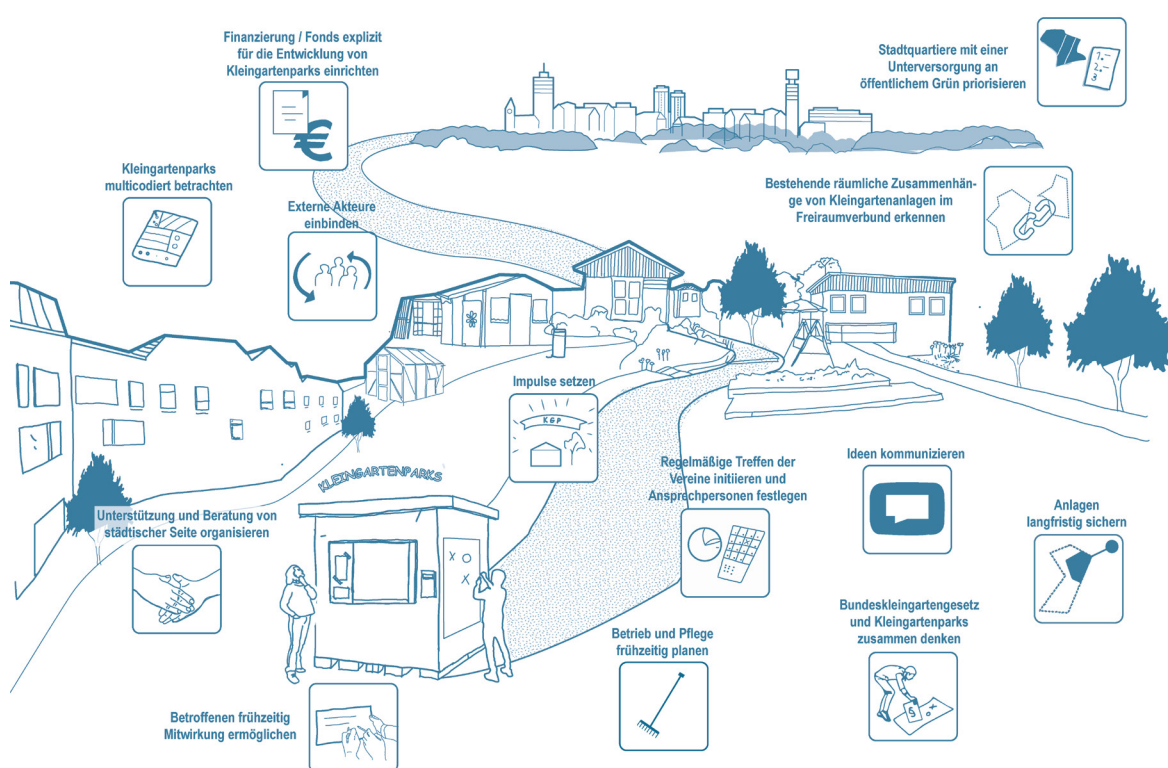 Finanzierung / Fonds explizit
für die Entwicklung von
Kleingartenparks einrichten
Stadtquartiere mit einer
Unterversorgung an
öffentlichem Grün priorisieren
1.-
2.-
3
Kleingartenparks
multicodiert betrachten
Externe Akteure
einbinden
Bestehende räumliche Zusammenhän-
ge von Kleingartenanlagen im
Freiraumverbund erkennen
Impulse setzen
KGP
KLEINGARTENPARKS
Regelmäßige Treffen der
Vereine initiieren und
Ansprechpersonen festlegen
Ideen kommunizieren
Anlagen
langfristig sichern
Unterstützung und Beratung von
städtischer Seite organisieren
Bundeskleingartengesetz
und Kleingartenparks
zusammen denken
§
Betrieb und Pflege
frühzeitig planen
Betroffenen frühzeitig
Mitwirkung ermöglichen